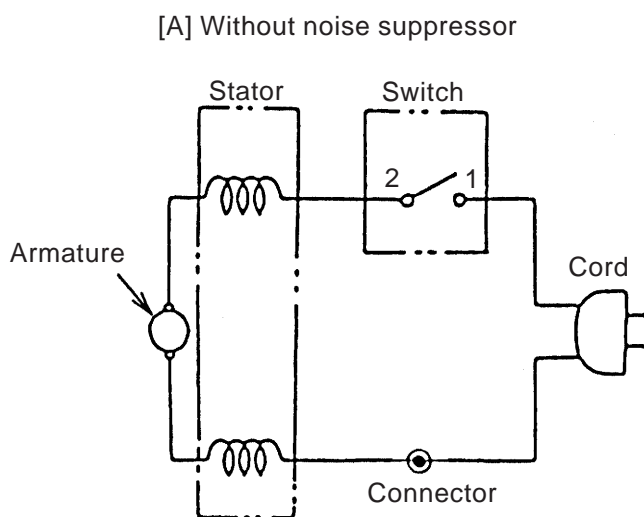 [A] Without noise suppressor
Stator
Switch
2
1
Armature
Cord
Connector